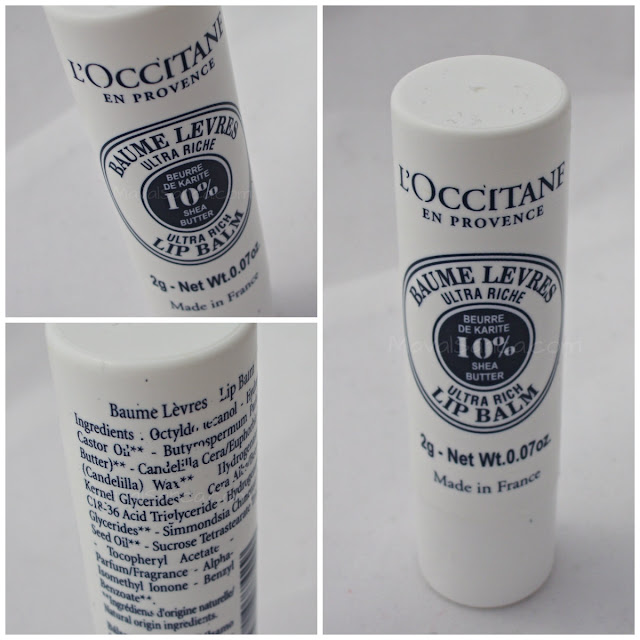 L'OCCITANE
EN PROVENCE
BAUME LEVRES
ULTRA RICHE
BEURRE
DE KARITE
10%
SHEA
BUTTER
ULTRA RICH
LIP BALM
2g - Net Wt.0.07oz.
Made in France
Baume Lèvres Lip Balm
Ingredients
Castor Oil** - Butyrospermum
Butter)** - Candelilla Cera/Euphorbia
(Candelilla) Wax**
Kernel Glycerides* Cera
C18-36 Acid Triglyceride
Glycerides** - Simmondsia
Seed Oil** - Sucrose Tetrastearate
- Tocopheryl Acetate -
Parfum/Fragrance - Alpha-
Isomethyl Ionone - Benzyl
Benzoate**.
**Ingrédients d'origine naturelle/
Natural origin ingredients.
L'OCCITANE
EN PROVENCE
BAUME LEVRES
ULTRA RICHE
BEURRE
DE KARITE
10%
SHEA
BUTTER
ULTRA RICH
LIP BALM
2g - Net Wt.0.07oz.
Made in France